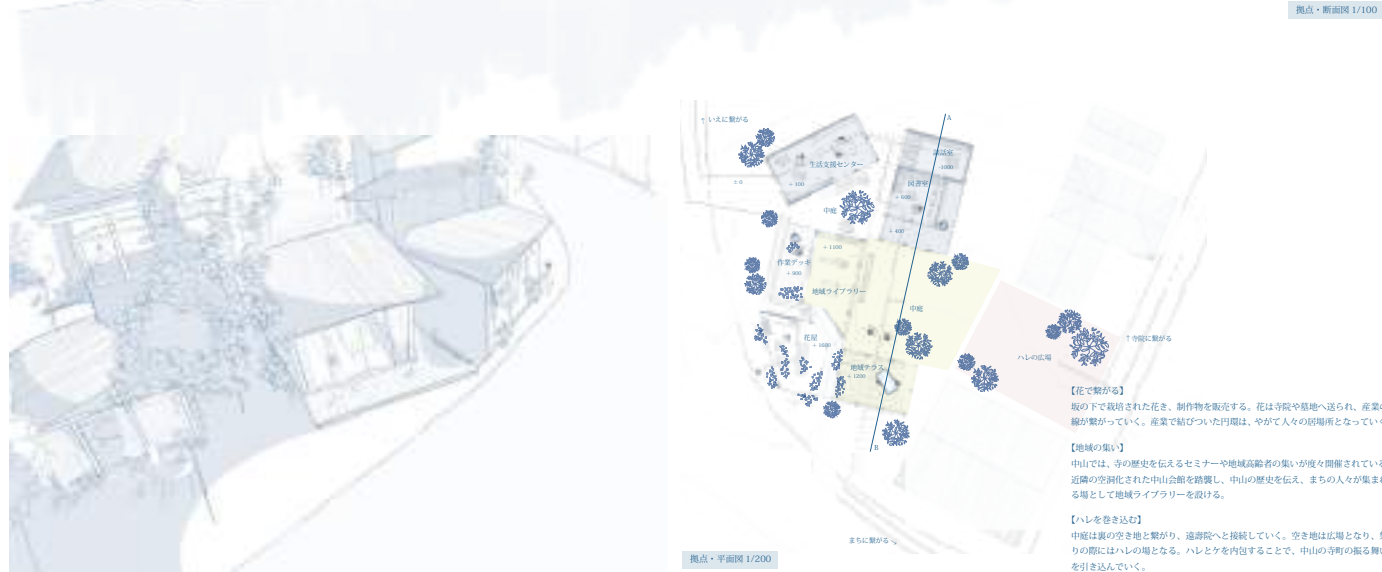 拠点・断面図 1/100
↑ いえに繋がる
A
生活支援センター
談話室
+ 100
-1000
図書室
± 0
+ 600
中庭
+ 400
+ 1100
作業デッキ
+ 900
地域ライブラリー
中庭
花屋
+ 1600
ハレの広場
↑ 寺院に繋がる
地域テラス
+ 1200
B
まちに繋がる
拠点・平面図 1/200
【花で繋がる】
坂の下で栽培された花き、制作物を販売する。花は寺院や墓地へ送られ、産業の
線が繋がっていく。産業で結びついた円環は、やがて人々の居場所となっていく
【地域の集い】
中山では、寺の歴史を伝えるセミナーや地域高齢者の集いが度々開催されている
近隣の空洞化された中山会館を踏襲し、中山の歴史を伝え、まちの人々が集まれ
る場として地域ライブラリーを設ける。
【ハレを巻き込む】
中庭は裏の空き地と繋がり、遠壽院へと接続していく。空き地は広場となり、
りの際にはハレの場となる。ハレとケを内包することで、中山の寺町の振る舞い
を引き込んでいく。